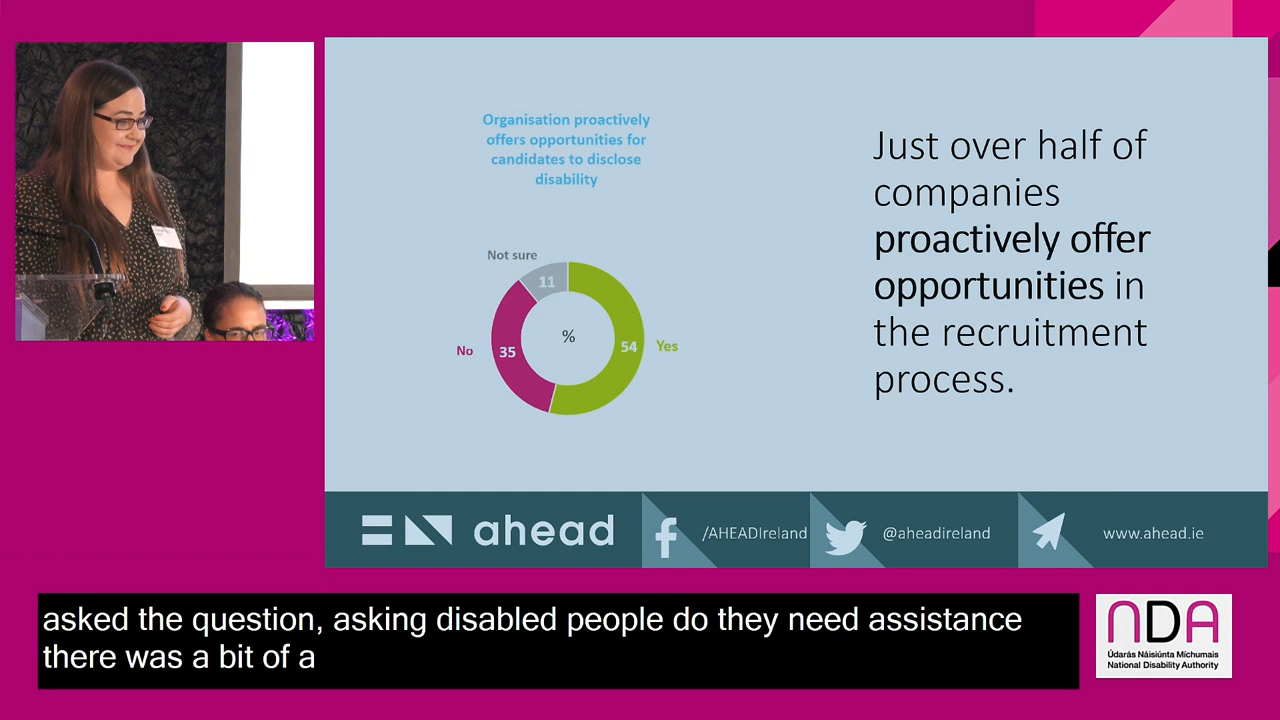 Organisation proactively
offers opportunities for
candidates to disclose
disability
Not sure
11
No
35
%
54
Yes
Just over half of
companies
proactively offer
opportunities in
the recruitment
process.
ahead
/AHEADIreland
@aheadireland
www.ahead.ie
asked the question, asking disabled people do they need assistance
there was a bit of a
NDA
Údarás Náisiúnta Míchumais
National Disability Authority